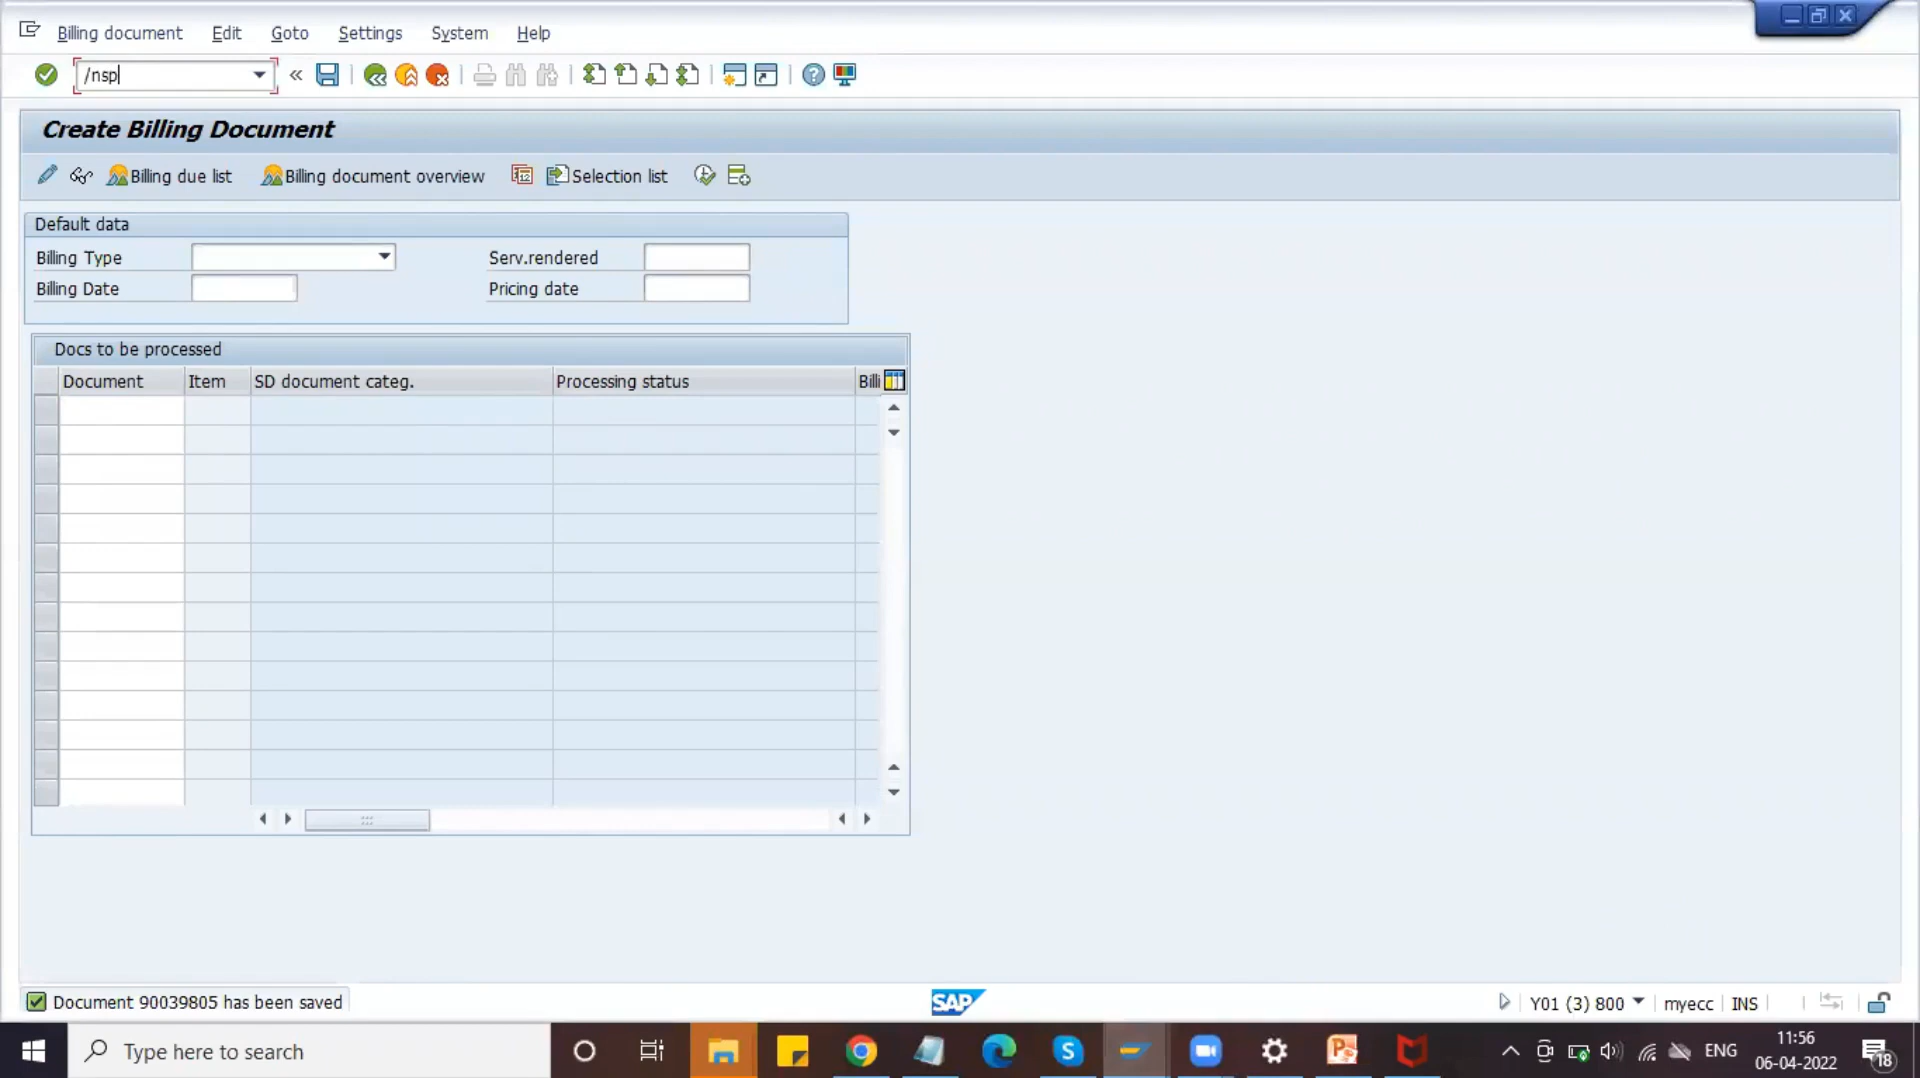 Billing document Edit Goto Settings System Help
/nsp
Create Billing Document
Billing due list Billing document overview Selection list
Default data
Billing Type Serv.rendered
Billing Date Pricing date
Docs to be processed
Document Item SD document categ. Processing status Billi
Document 90039805 has been saved SAP Y01 (3) 800 myecc INS
Type here to search ENG 11:56
06-04-2022 18